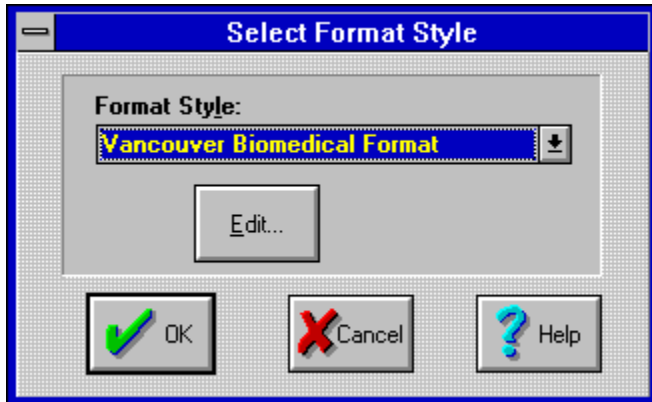 Select Format Style
Format Style:
Vancouver Biomedical Format
Edit...
OK
Cancel
Help